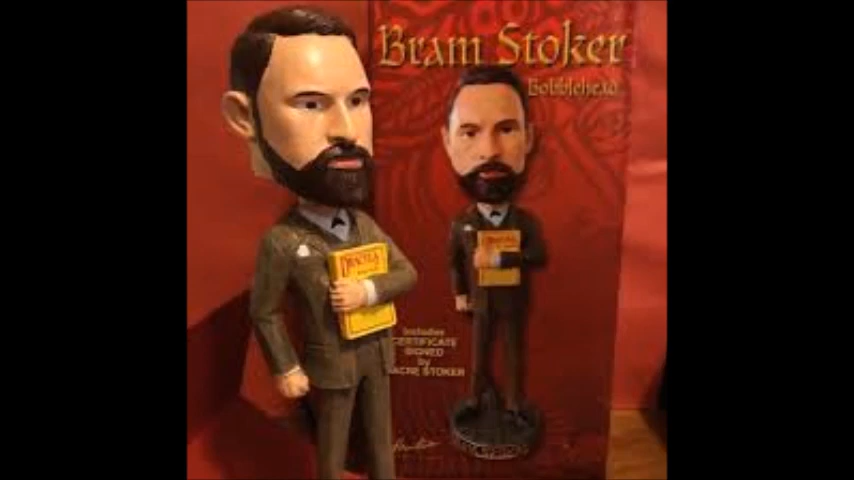 Bram Stoker
Bobblehead
DRACULA
Includes
CERTIFICATE
SIGNED
by
DACRE STOKER